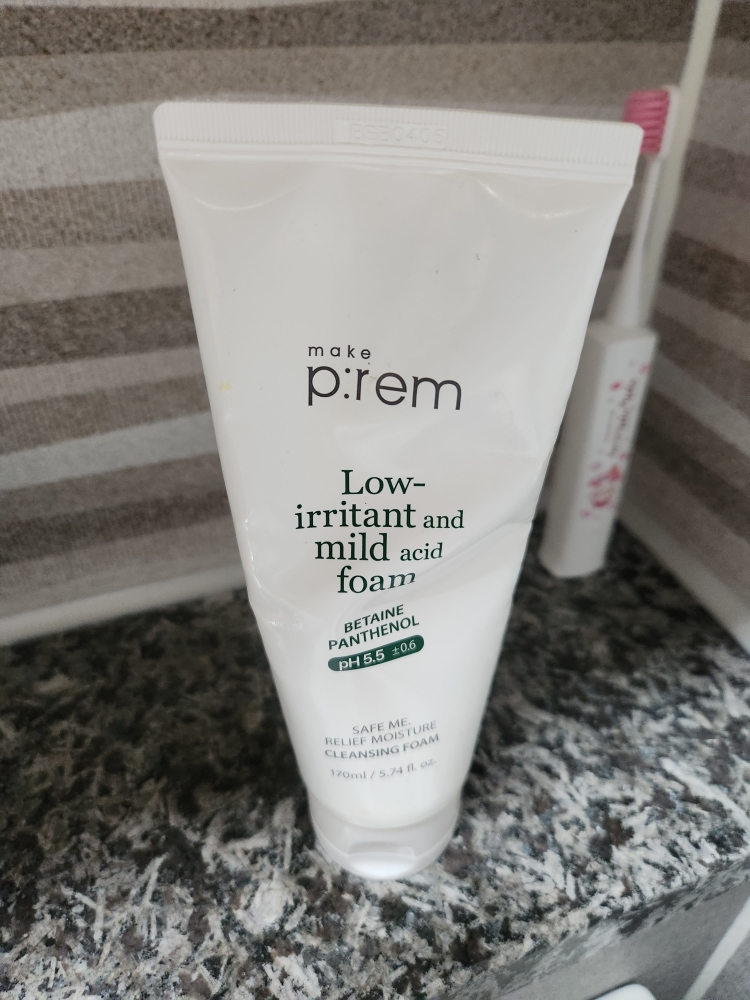 make
p:rem
Low-
irritant and
mild acid
foam
BETAINE
PANTHENOL
pH 5.5 ±0.6
SAFE ME.
RELIEF MOISTURE
CLEANSING FOAM
170ml / 5.74 fl. oz.